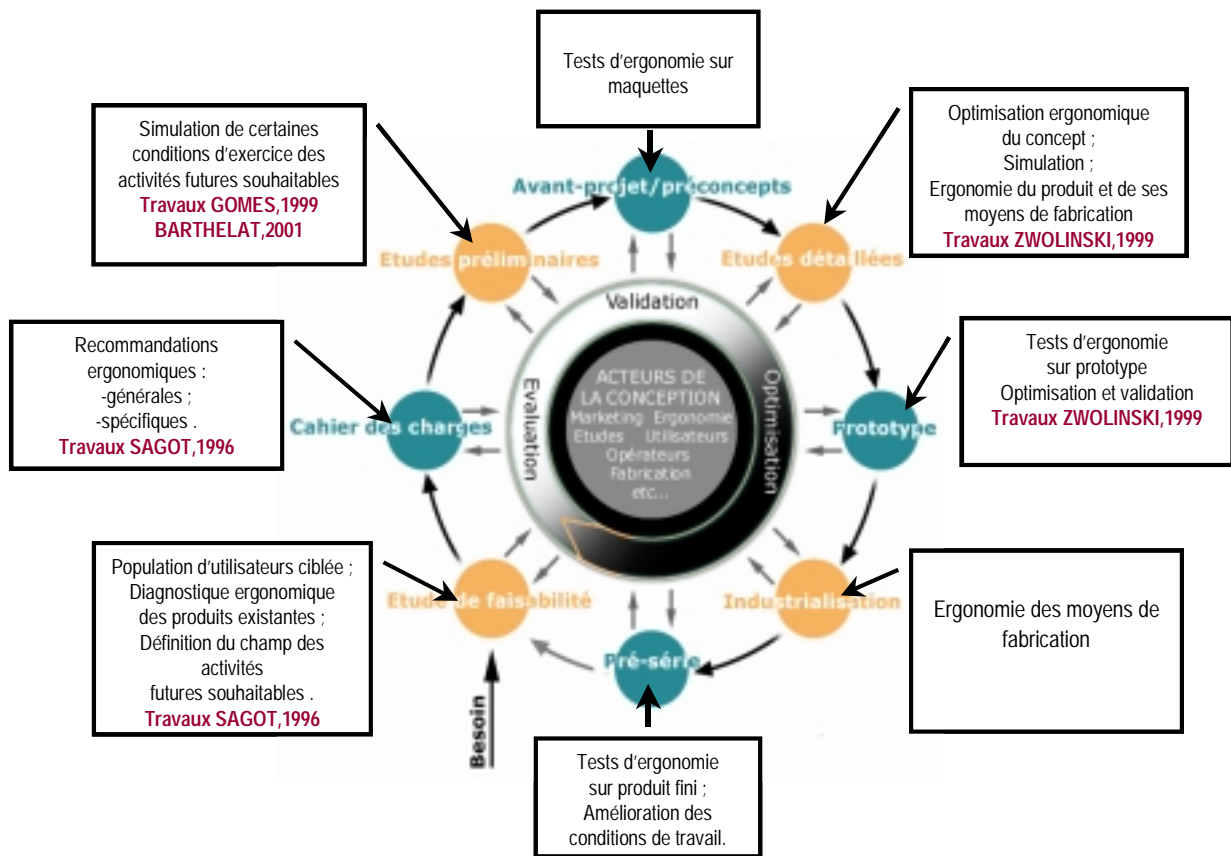 Tests d'ergonomie sur
maquettes
Simulation de certaines
conditions d'exercice des
activités futures souhaitables
Travaux GOMES,1999
BARTHELAT,2001
Optimisation ergonomique
du concept ;
Simulation ;
Ergonomie du produit et de ses
moyens de fabrication
Travaux ZWOLINSKI,1999
Avant-projet/préconcepts
Etudes préliminaires
Etudes détaillées
Validation
Recommandations
ergonomiques :
-générales ;
-spécifiques .
Travaux SAGOT,1996
Cahier des charges
Evaluation
ACTEURS DE
LA CONCEPTION
Marketing Ergonomie
Etudes Utilisateurs
Opérateurs
Fabrication
etc...
Optimisation
Prototype
Tests d'ergonomie
sur prototype
Optimisation et validation
Travaux ZWOLINSKI,1999
Population d'utilisateurs ciblée ;
Diagnostique ergonomique
des produits existantes ;
Définition du champ des
activités
futures souhaitables .
Travaux SAGOT,1996
Etude de faisabilité
Industrialisation
Ergonomie des moyens de
fabrication
Pré-série
Besoin
Tests d'ergonomie
sur produit fini ;
Amélioration des
conditions de travail.